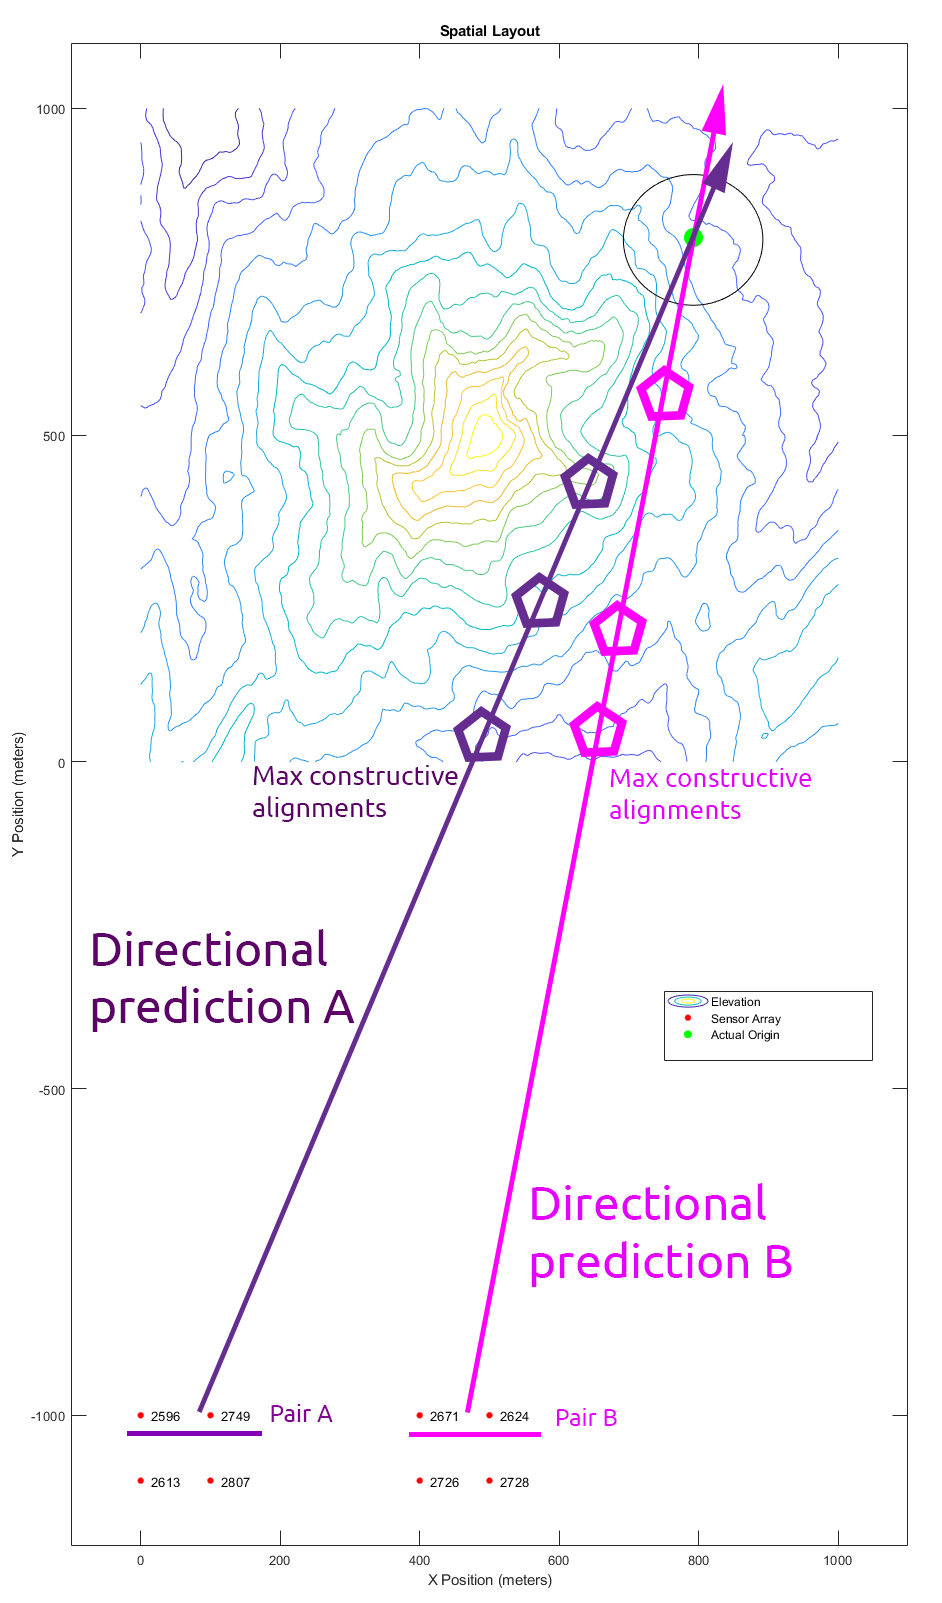 Spatial Layout
1000
500
0
-500
-1000
Y Position (meters)
Max constructive
alignments
Max constructive
alignments
Directional
prediction A
Elevation
Sensor Array
Actual Origin
Directional
prediction B
2596 2749 Pair A 2671 2624 Pair B
2613 2807 2726 2728
0 200 400 600 800 1000
X Position (meters)